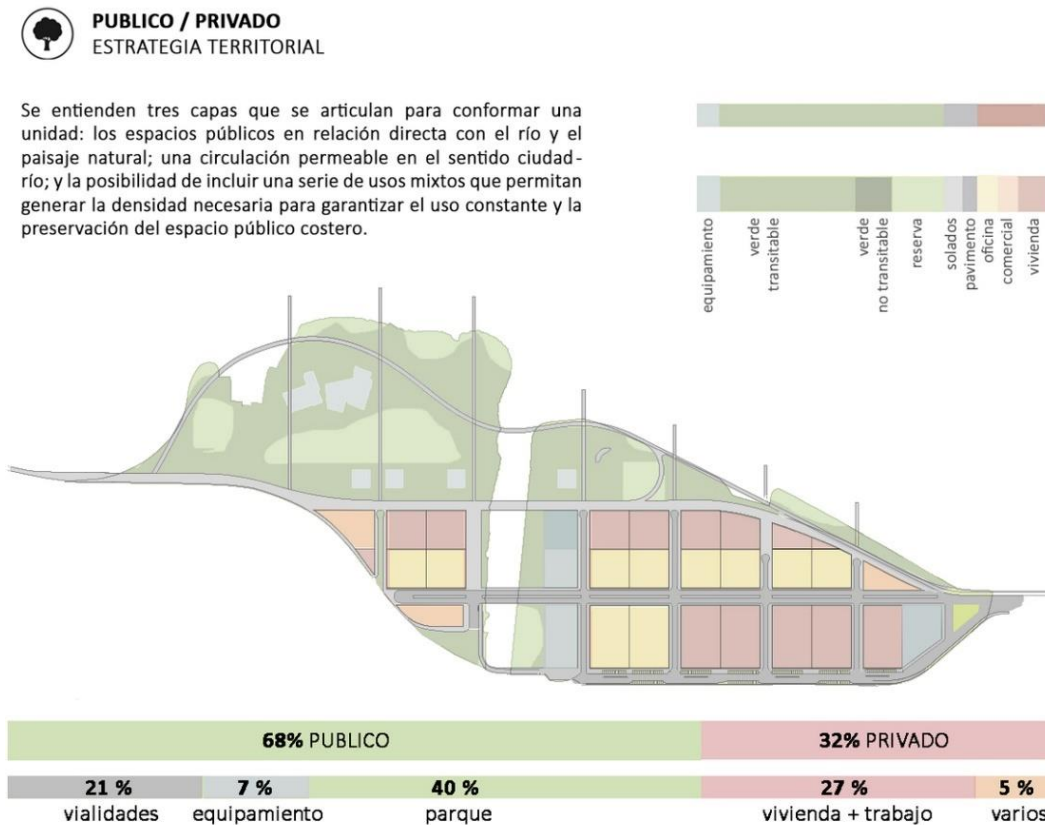 PUBLICO / PRIVADO
ESTRATEGIA TERRITORIAL
Se entienden tres capas que se articulan para conformar una
unidad: los espacios públicos en relación directa con el río y el
paisaje natural; una circulación permeable en el sentido ciudad-
río; y la posibilidad de incluir una serie de usos mixtos que permitan
generar la densidad necesaria para garantizar el uso constante y la
preservación del espacio público costero.
equipamiento
verde
transitable
verde
no transitable
reserva
solados
pavimento
oficina
comercial
vivienda
68% PUBLICO
32% PRIVADO
21 %
7 %
40 %
27 %
5 %
vialidades
equipamiento
parque
vivienda + trabajo
varios